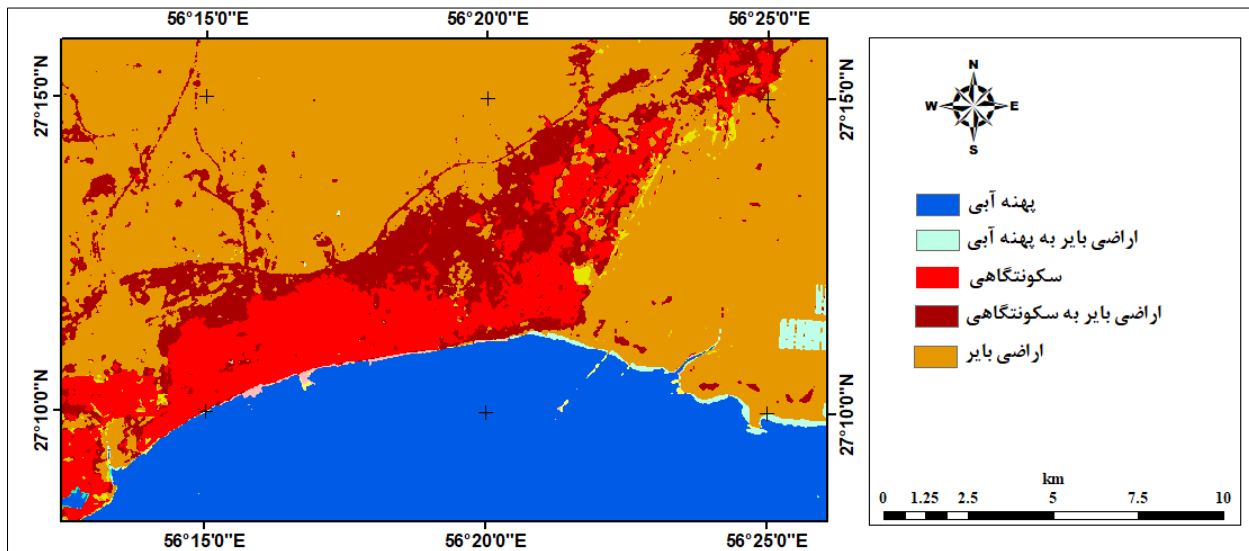 56°15'0"E 56°20'0"E 56°25'0"E
27°15'0"N
27°15'0"N
27°10'0"N
27°10'0"N
56°15'0"E 56°20'0"E 56°25'0"E
N
W E
S
پهنه آبی
اراضی بایر به پهنه آبی
سکونتگاهی
اراضی بایر به سکونتگاهی
اراضی بایر
km
0 1.25 2.5 5 7.5 10